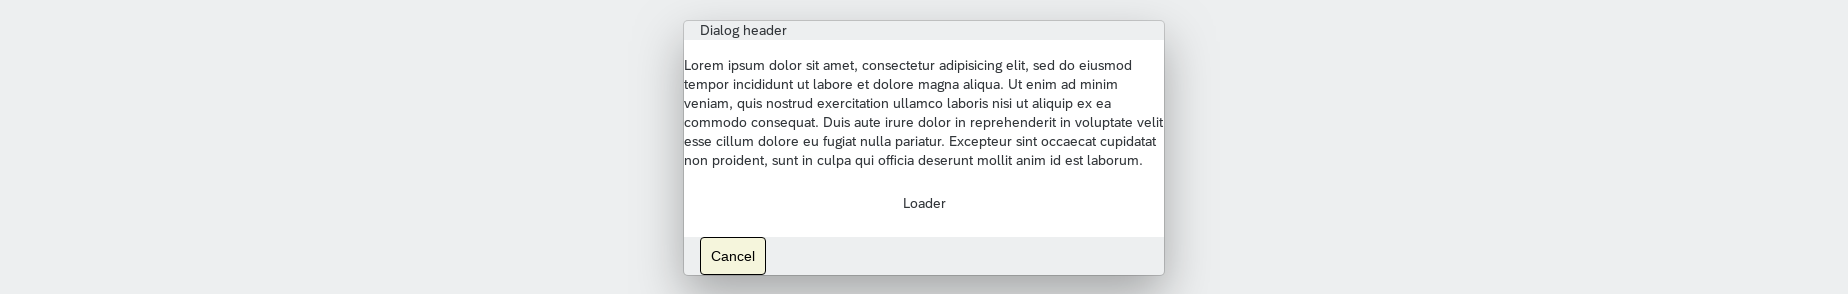 Dialog header
Lorem ipsum dolor sit amet, consectetur adipisicing elit, sed do eiusmod
tempor incididunt ut labore et dolore magna aliqua. Ut enim ad minim
veniam, quis nostrud exercitation ullamco laboris nisi ut aliquip ex ea
commodo consequat. Duis aute irure dolor in reprehenderit in voluptate velit
esse cillum dolore eu fugiat nulla pariatur. Excepteur sint occaecat cupidatat
non proident, sunt in culpa qui officia deserunt mollit anim id est laborum.
Loader
Cancel